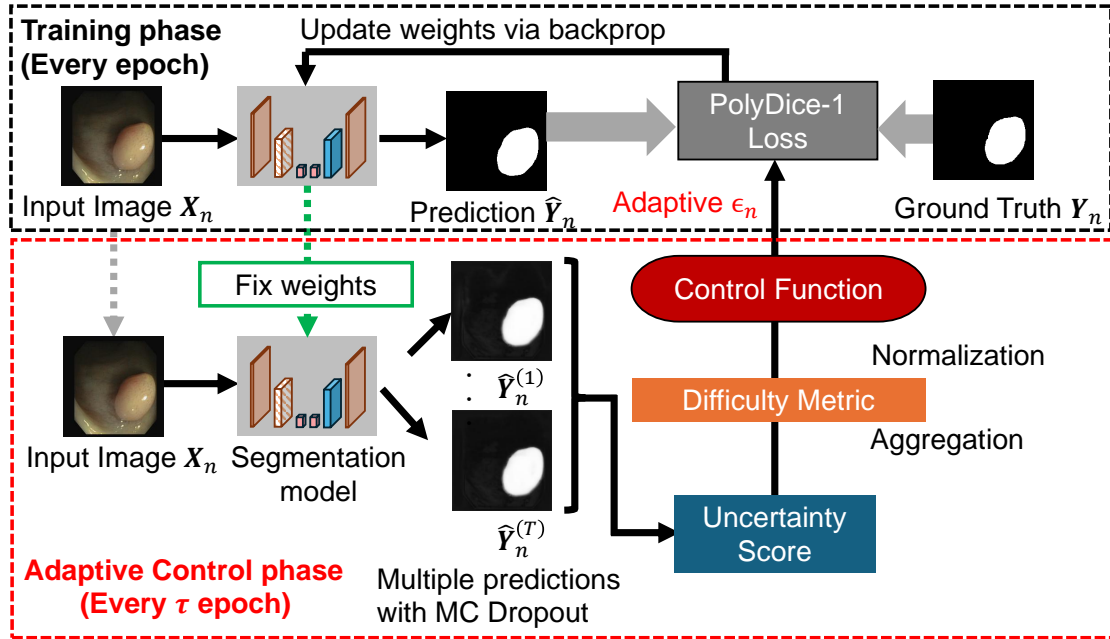 Training phase
(Every epoch)
Update weights via backprop
PolyDice-1
Loss
Input Image 𝑿ₙ
Prediction 𝒀̂ₙ
Adaptive ϵₙ
Ground Truth 𝒀ₙ
Fix weights
Control Function
𝒀̂ₙ⁽¹⁾
:
Normalization
Difficulty Metric
Aggregation
Input Image 𝑿ₙ
Segmentation
model
𝒀̂ₙ⁽ᵀ⁾
Uncertainty
Score
Adaptive Control phase
(Every 𝝉 epoch)
Multiple predictions
with MC Dropout